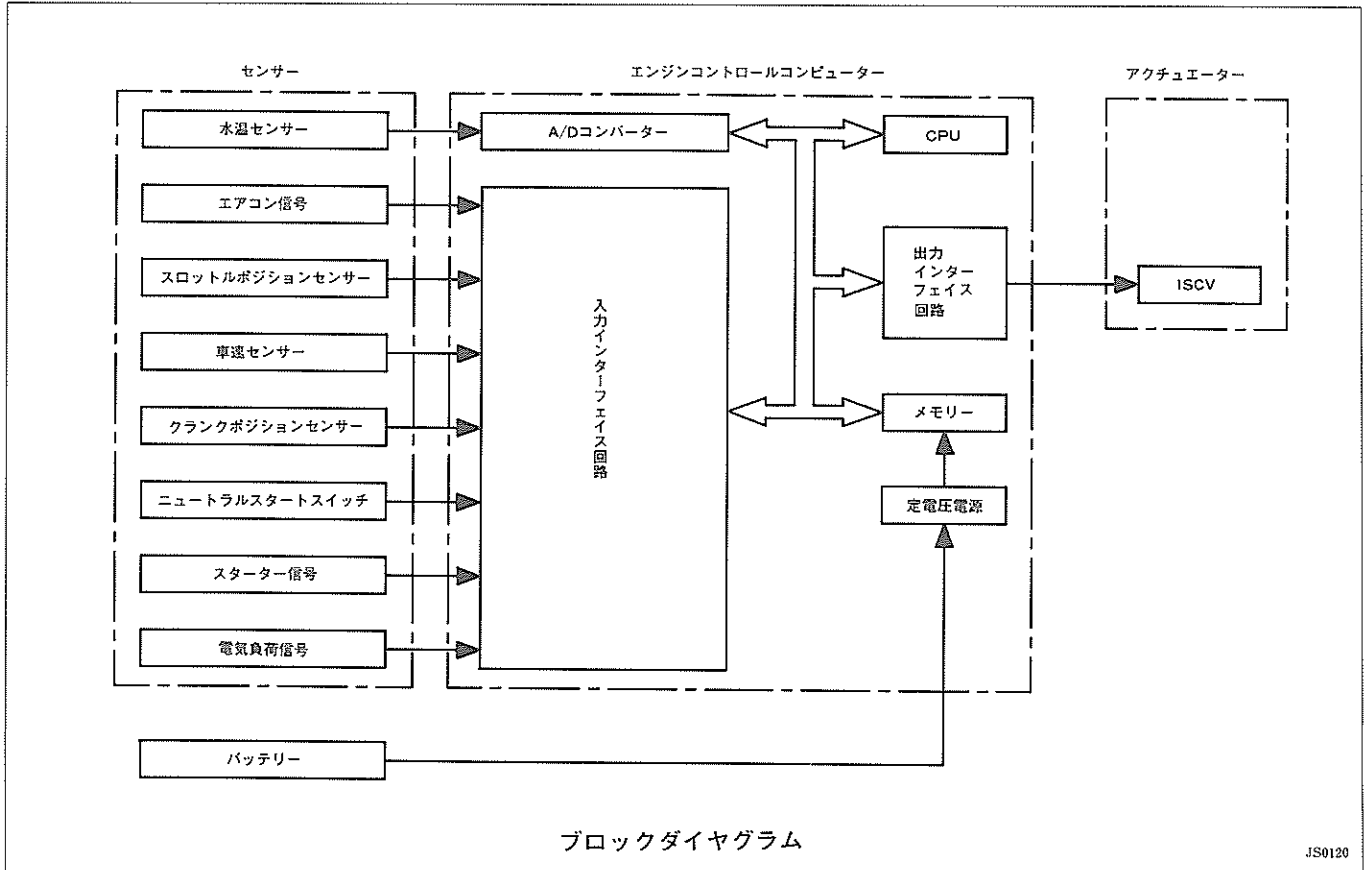 センサー
エンジンコントロールコンピューター
アクチュエーター
水温センサー
A/Dコンバーター
CPU
エアコン信号
スロットルポジションセンサー
車速センサー
クランクポジションセンサー
ニュートラルスタートスイッチ
スターター信号
電気負荷信号
入力インターフェイス回路
出力
インター
フェイス
回路
ISCV
メモリー
定電圧電源
バッテリー
ブロックダイヤグラム
JS0120